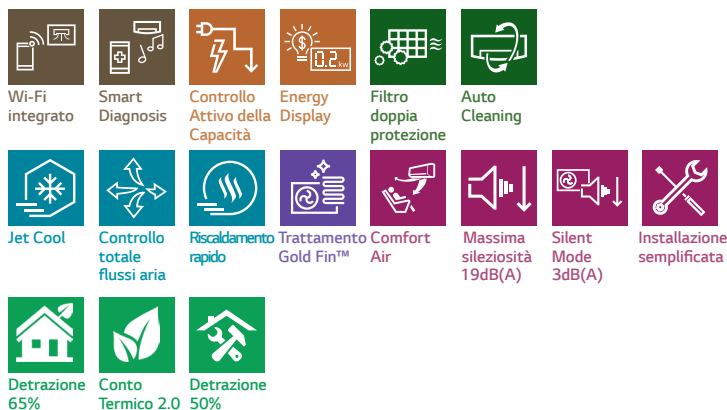 0.2 kw
Wi-Fi
integrato
Smart
Diagnosis
Controllo
Attivo della
Capacità
Energy
Display
Filtro
doppia
protezione
Auto
Cleaning
Jet Cool
Controllo
totale
flussi aria
Riscaldamento
rapido
Trattamento
Gold Fin™
Comfort
Air
Massima
sileziosità
19dB(A)
Silent
Mode
3dB(A)
Installazione
semplificata
Detrazione
65%
Conto
Termico 2.0
Detrazione
50%